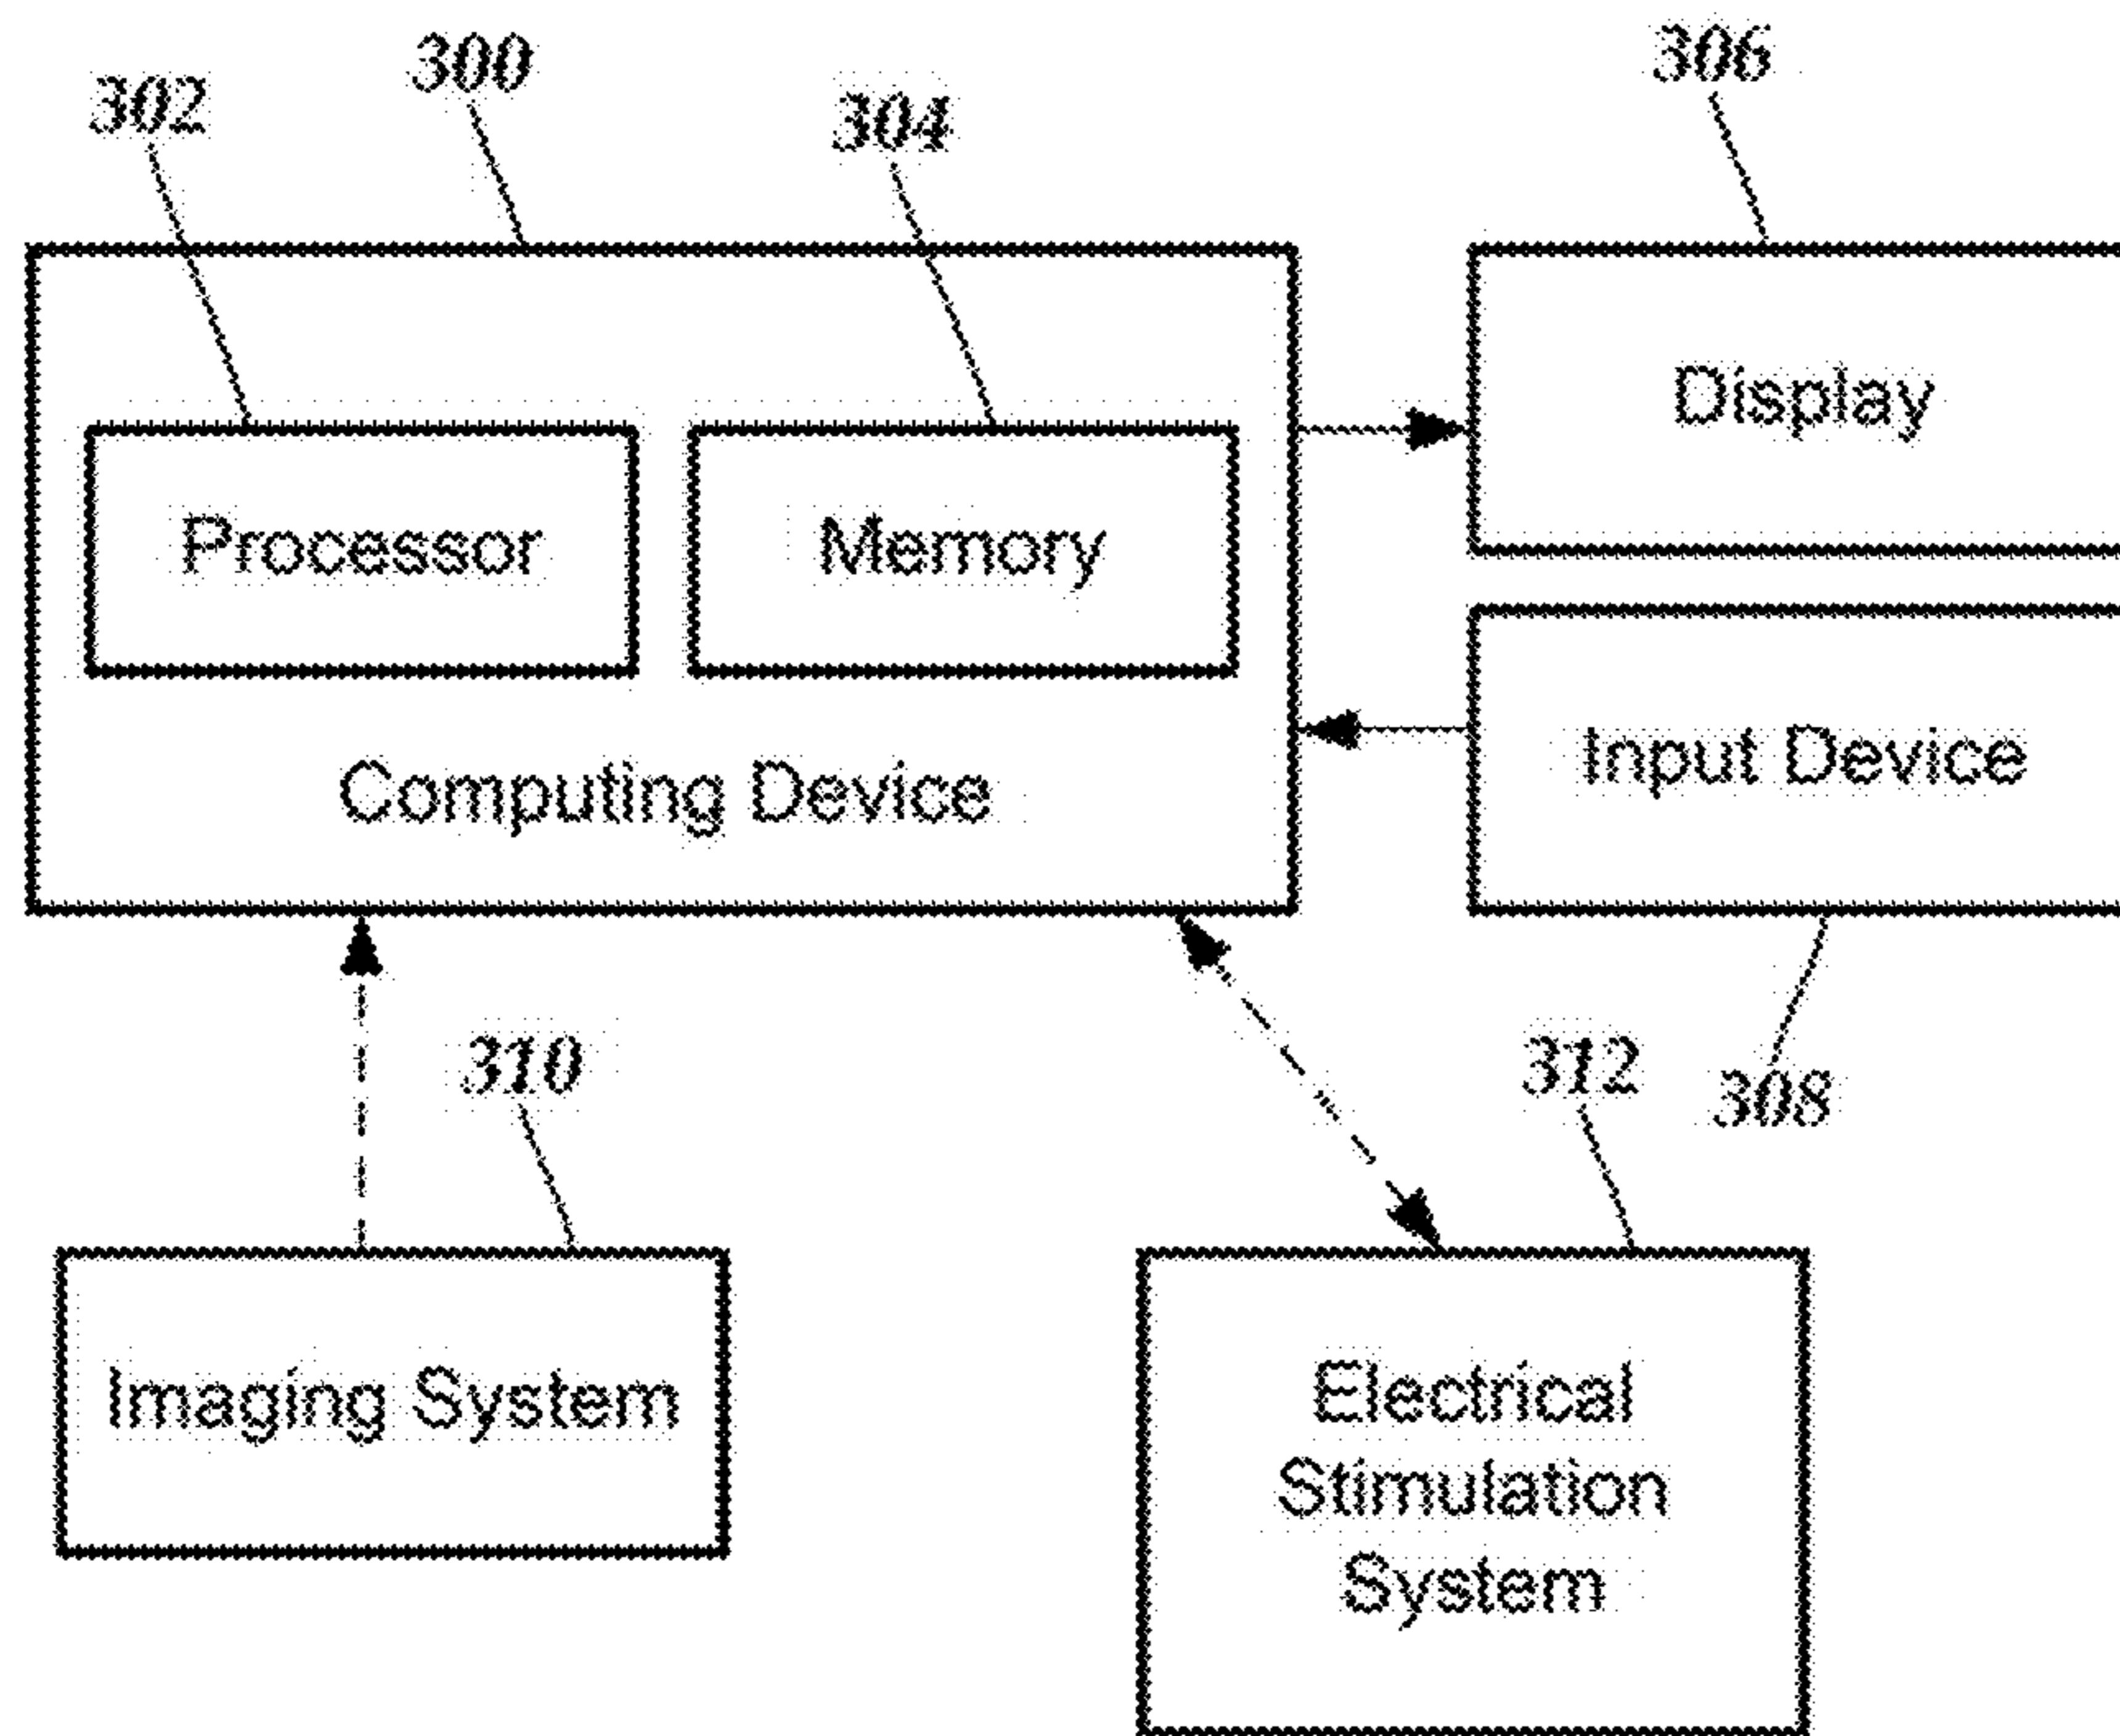 300
306
302
304
Display
Processor
Memory
Input Device
Computing Device
310
312
308
Imaging System
Electrical
Stimulation
System